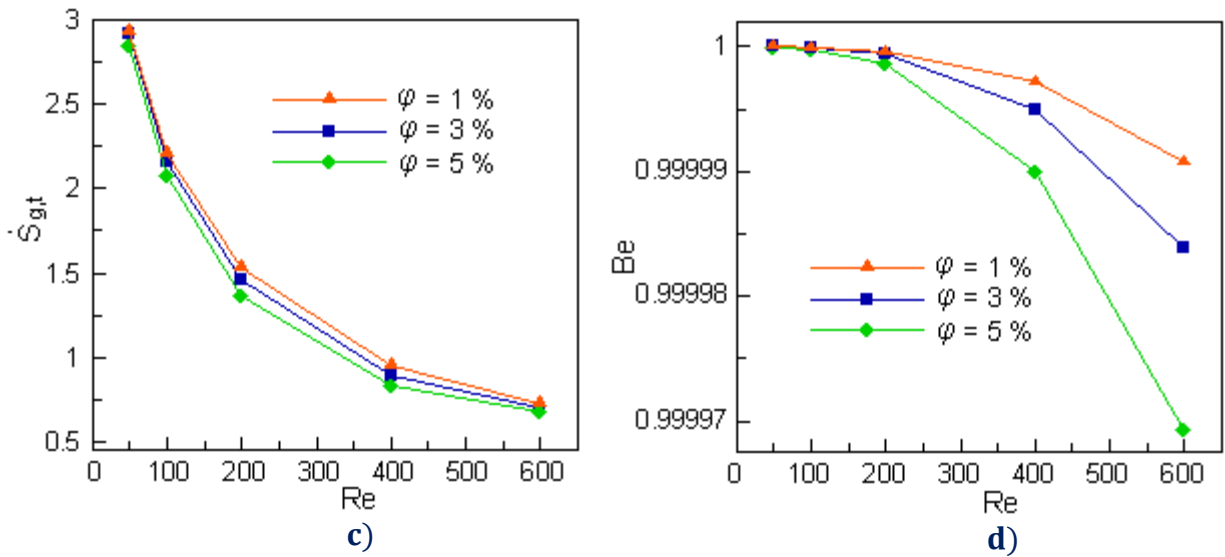 3
2.5
2
1.5
1
0.5
Ṡg,t
φ = 1 %
φ = 3 %
φ = 5 %
0 100 200 300 400 500 600
Re
c)
1
0.99999
0.99998
0.99997
Be
φ = 1 %
φ = 3 %
φ = 5 %
0 100 200 300 400 500 600
Re
d)